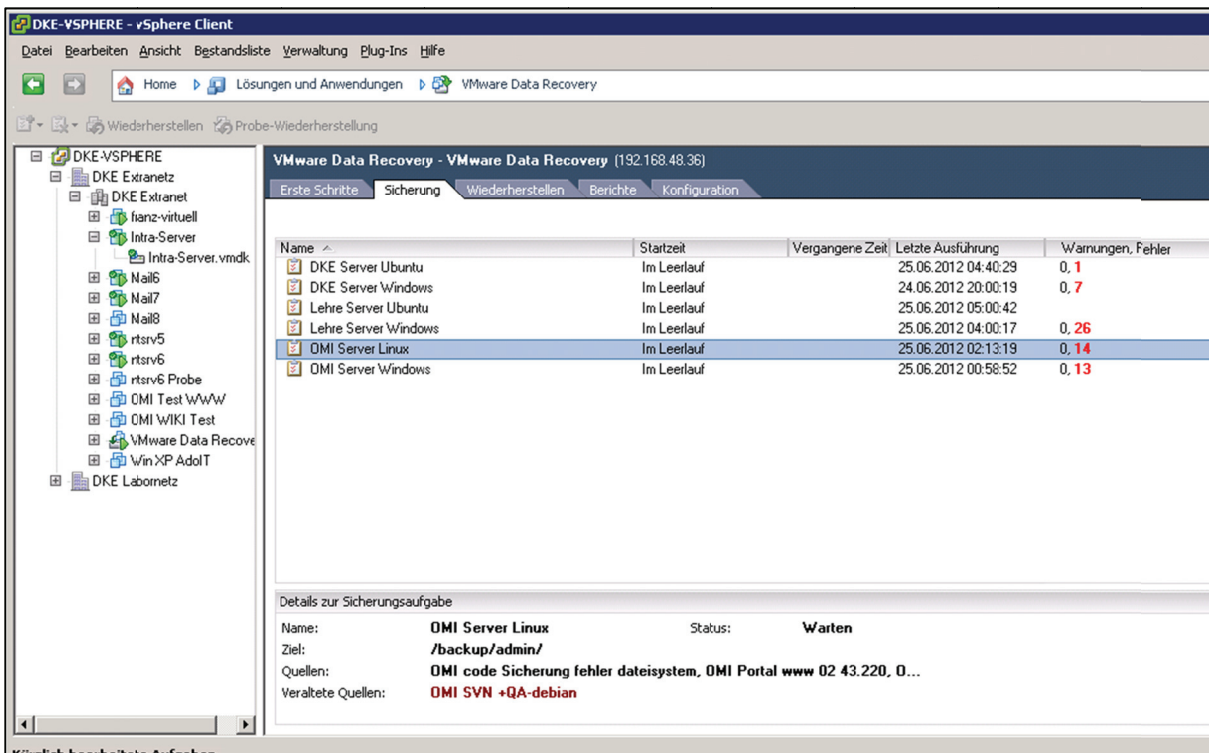 DKE-VSPHERE - vSphere Client
Datei Bearbeiten Ansicht Bestandsliste Verwaltung Plug-Ins Hilfe
Home Lösungen und Anwendungen VMware Data Recovery
Wiederherstellen Probe-Wiederherstellung
DKE-VSPHERE
DKE Extranetz
DKE Extranet
fianz-virtuell
Intra-Server
Intra-Server.vmdk
Nail6
Nail7
Nail8
rtsrv5
rtsrv6
rtsrv6 Probe
OMI Test WWW
OMI WIKI Test
VMware Data Recove
Win XP AdoIT
DKE Labornetz
VMware Data Recovery - VMware Data Recovery (192.168.48.36)
Erste Schritte Sicherung Wiederherstellen Berichte Konfiguration
Name Startzeit Vergangene Zeit Letzte Ausführung Warnungen, Fehler
DKE Server Ubuntu Im Leerlauf 25.06.2012 04:40:29 0, 1
DKE Server Windows Im Leerlauf 24.06.2012 20:00:19 0, 7
Lehre Server Ubuntu Im Leerlauf 25.06.2012 05:00:42
Lehre Server Windows Im Leerlauf 25.06.2012 04:00:17 0, 26
OMI Server Linux Im Leerlauf 25.06.2012 02:13:19 0, 14
OMI Server Windows Im Leerlauf 25.06.2012 00:58:52 0, 13
Details zur Sicherungsaufgabe
Name: OMI Server Linux Status: Warten
Ziel: /backup/admin/
Quellen: OMI code Sicherung fehler dateisystem, OMI Portal www 02 43.220, O...
Veraltete Quellen: OMI SVN +QA-debian
Kürzlich bearbeitete Aufgaben